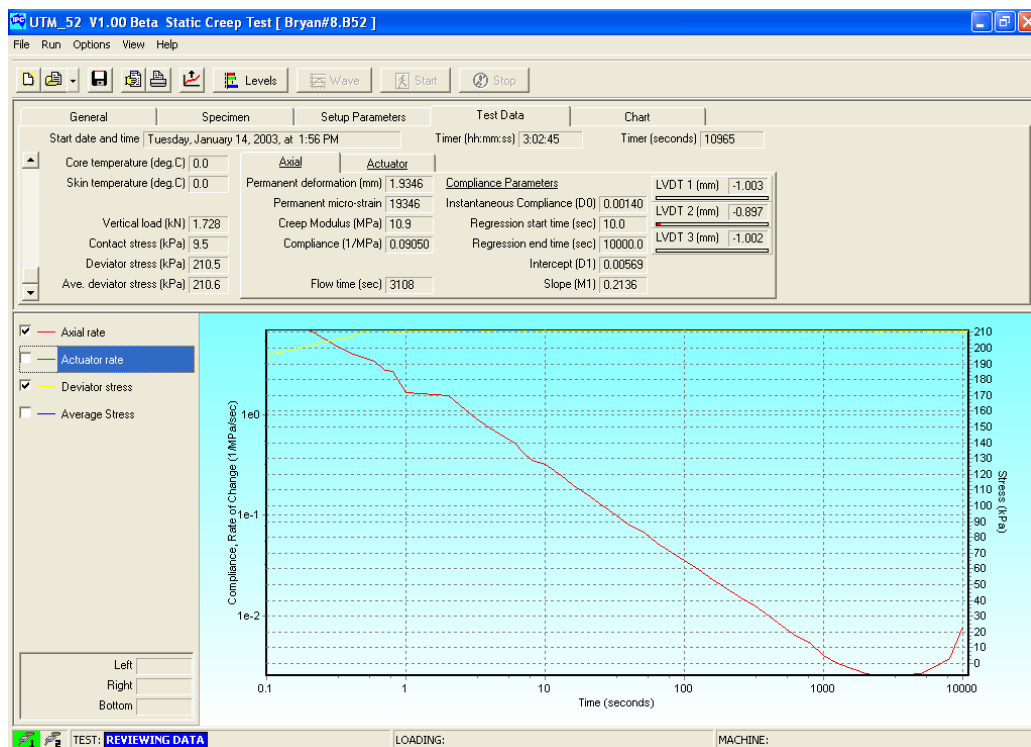 IPC UTM_52 V1.00 Beta Static Creep Test [ Bryan#8.B52 ]
File Run Options View Help
Levels Wave Start Stop
General Specimen Setup Parameters Test Data Chart
Start date and time Tuesday, January 14, 2003, at 1:56 PM Timer (hh:mm:ss) 3:02:45 Timer (seconds) 10965
Core temperature (deg.C) 0.0
Skin temperature (deg.C) 0.0
Vertical load (kN) 1.728
Contact stress (kPa) 9.5
Deviator stress (kPa) 210.5
Ave. deviator stress (kPa) 210.6
Axial Actuator
Permanent deformation (mm) 1.9346
Permanent micro-strain 19346
Creep Modulus (MPa) 10.9
Compliance (1/MPa) 0.09050
Flow time (sec) 3108
Compliance Parameters
Instantaneous Compliance (D0) 0.00140
Regression start time (sec) 10.0
Regression end time (sec) 10000.0
Intercept (D1) 0.00569
Slope (M1) 0.2136
LVDT 1 (mm) -1.003
LVDT 2 (mm) -0.897
LVDT 3 (mm) -1.002
Axial rate
Actuator rate
Deviator stress
Average Stress
Left
Right
Bottom
Compliance, Rate of Change (1/MPa/sec)
1e0
1e-1
1e-2
210
200
190
180
170
160
150
140
130
120
110
100
90
80
70
60
50
40
30
20
10
0
Stress (kPa)
0.1 1 10 100 1000 10000
Time (seconds)
1 2 TEST: REVIEWING DATA LOADING: MACHINE: